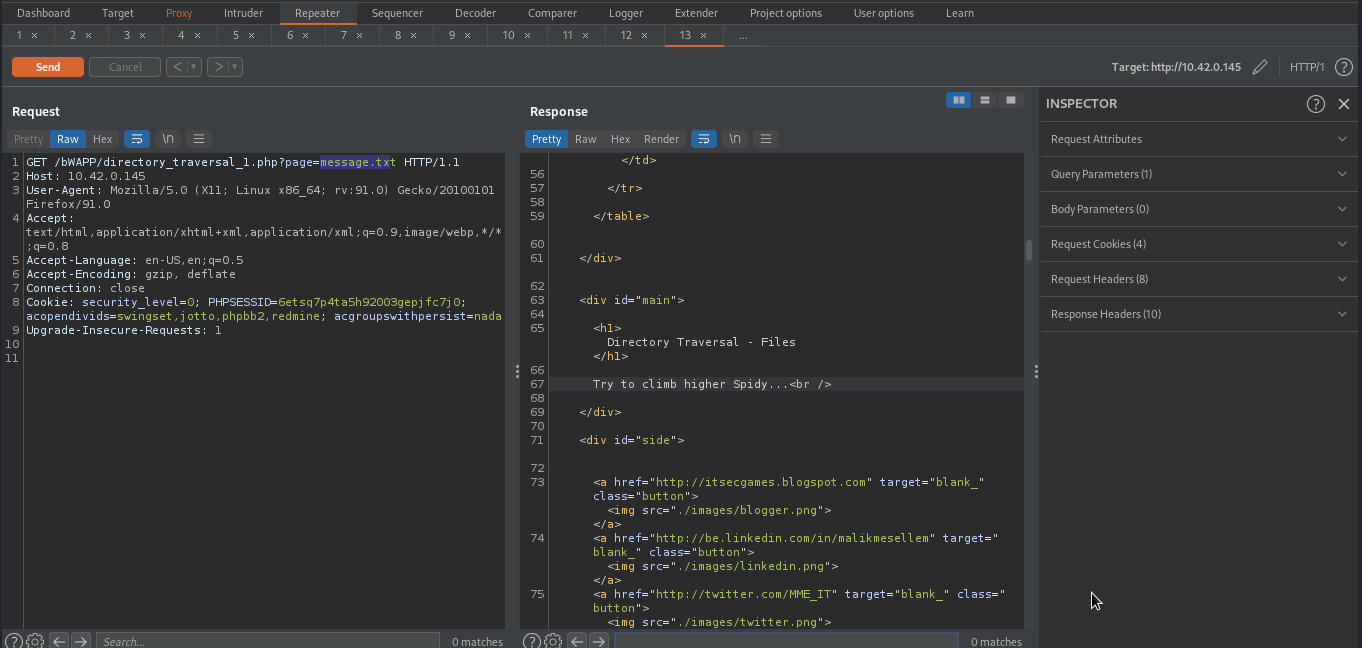 Dashboard Target Proxy Intruder Repeater Sequencer Decoder Comparer Logger Extender Project options User options Learn
1 × 2 × 3 × 4 × 5 × 6 × 7 × 8 × 9 × 10 × 11 × 12 × 13 × ...
Send Cancel < ▾ > ▾ Target: http://10.42.0.145 HTTP/1 ?
Request
Pretty Raw Hex \n
1 GET /bWAPP/directory_traversal_1.php?page=message.txt HTTP/1.1
2 Host: 10.42.0.145
3 User-Agent: Mozilla/5.0 (X11; Linux x86_64; rv:91.0) Gecko/20100101
Firefox/91.0
4 Accept:
text/html,application/xhtml+xml,application/xml;q=0.9,image/webp,*/*
;q=0.8
5 Accept-Language: en-US,en;q=0.5
6 Accept-Encoding: gzip, deflate
7 Connection: close
8 Cookie: security_level=0; PHPSESSID=6etsq7p4ta5h92003gepjfc7j0;
acopendivids=swingset,jotto,phpbb2,redmine; acgroupswithpersist=nada
9 Upgrade-Insecure-Requests: 1
10
11
? Search... 0 matches
Response
Pretty Raw Hex Render \n
</td>
56
57 </tr>
58
59 </table>
60
61 </div>
62
63 <div id="main">
64
65 <h1>
Directory Traversal - Files
</h1>
66
67 Try to climb higher Spidy...<br />
68
69 </div>
70
71 <div id="side">
72
73 <a href="http://itsecgames.blogspot.com" target="blank_"
class="button">
<img src="./images/blogger.png">
</a>
74 <a href="http://be.linkedin.com/in/malikmesellem" target="
blank_" class="button">
<img src="./images/linkedin.png">
</a>
75 <a href="http://twitter.com/MME_IT" target="blank_" class="
button">
<img src="./images/twitter.png">
? 0 matches
INSPECTOR ? ×
Request Attributes
Query Parameters (1)
Body Parameters (0)
Request Cookies (4)
Request Headers (8)
Response Headers (10)